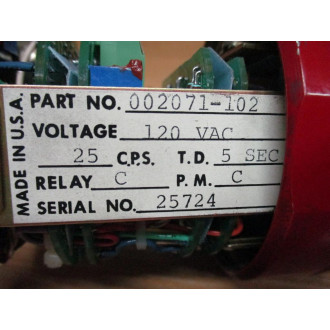 MADE IN U.S.A.
PART NO. 002071-102
VOLTAGE 120 VAC
25 C.P.S. T.D. 5 SEC
RELAY C P.M. C
SERIAL NO. 25724